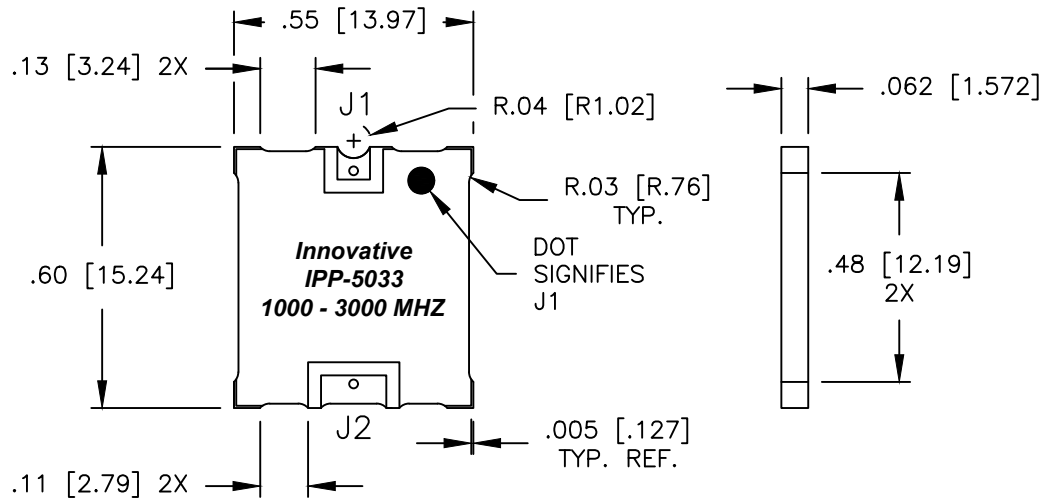 .55 [13.97]
.13 [3.24] 2X
J1
R.04 [R1.02]
.062 [1.572]
R.03 [R.76]
TYP.
DOT
SIGNIFIES
J1
.60 [15.24]
Innovative
IPP-5033
1000 - 3000 MHZ
.48 [12.19]
2X
J2
.005 [.127]
TYP. REF.
.11 [2.79] 2X